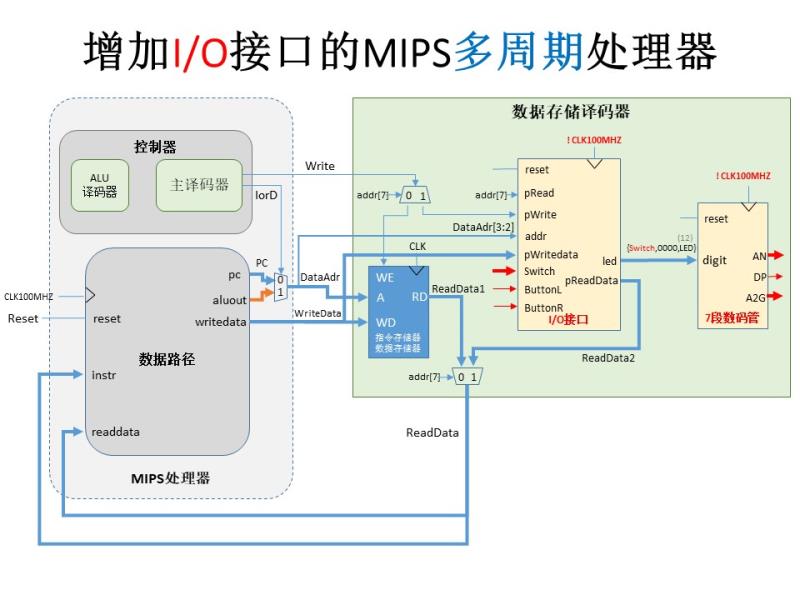 增加I/O接口的MIPS多周期处理器
数据存储译码器
控制器
ALU
译码器
主译码器
Write
IorD
addr[7]
0 1
!CLK100MHZ
reset
pRead
addr[7]
pWrite
DataAdr[3:2]
addr
pWritedata
Switch
ButtonL
ButtonR
led
pReadData
I/O接口
!CLK100MHZ
reset
(12)
{Switch,0000,LED}
digit
AN
DP
A2G
7段数码管
CLK
WE
A
RD
WD
指令存储器
数据存储器
ReadData1
ReadData2
PC
pc
0
1
DataAdr
aluout
WriteData
writedata
CLK100MHZ
Reset
reset
数据路径
instr
readdata
MIPS处理器
addr[7]
0 1
ReadData